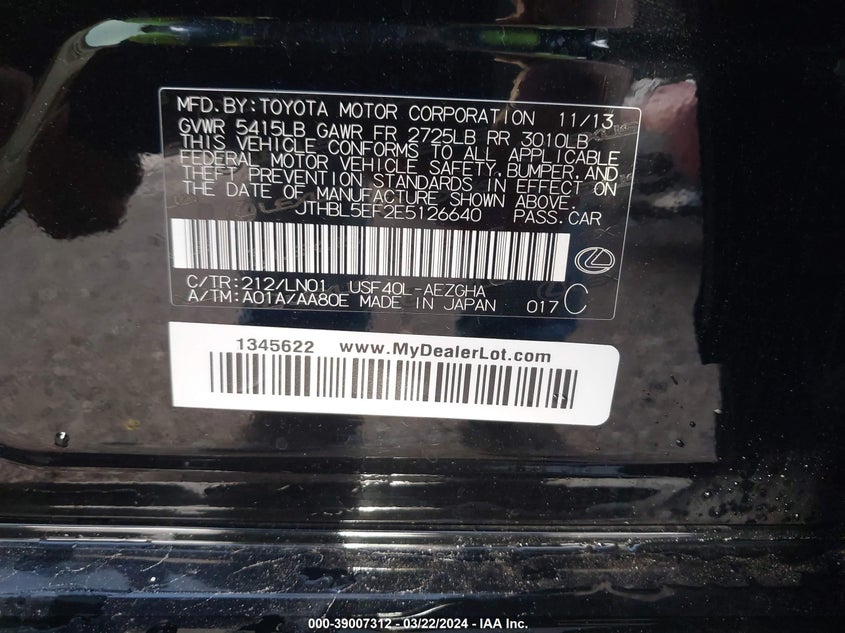 MFD.BY:TOYOTA MOTOR CORPORATION 11/13
GVWR 5415LB GAWR FR 2725LB RR 3010LB
THIS VEHICLE CONFORMS TO ALL APPLICABLE
FEDERAL MOTOR VEHICLE SAFETY,BUMPER,AND
THEFT PREVENTION STANDARDS IN EFFECT ON
THE DATE OF MANUFACTURE SHOWN ABOVE.
JTHBL5EF2E5126640 PASS.CAR
C/TR:212/LN01 USF40L-AEZGHA
A/TM:A01A/AA80E MADE IN JAPAN 017 C
1345622 www.MyDealerLot.com
000-39007312 - 03/22/2024 - IAA Inc.